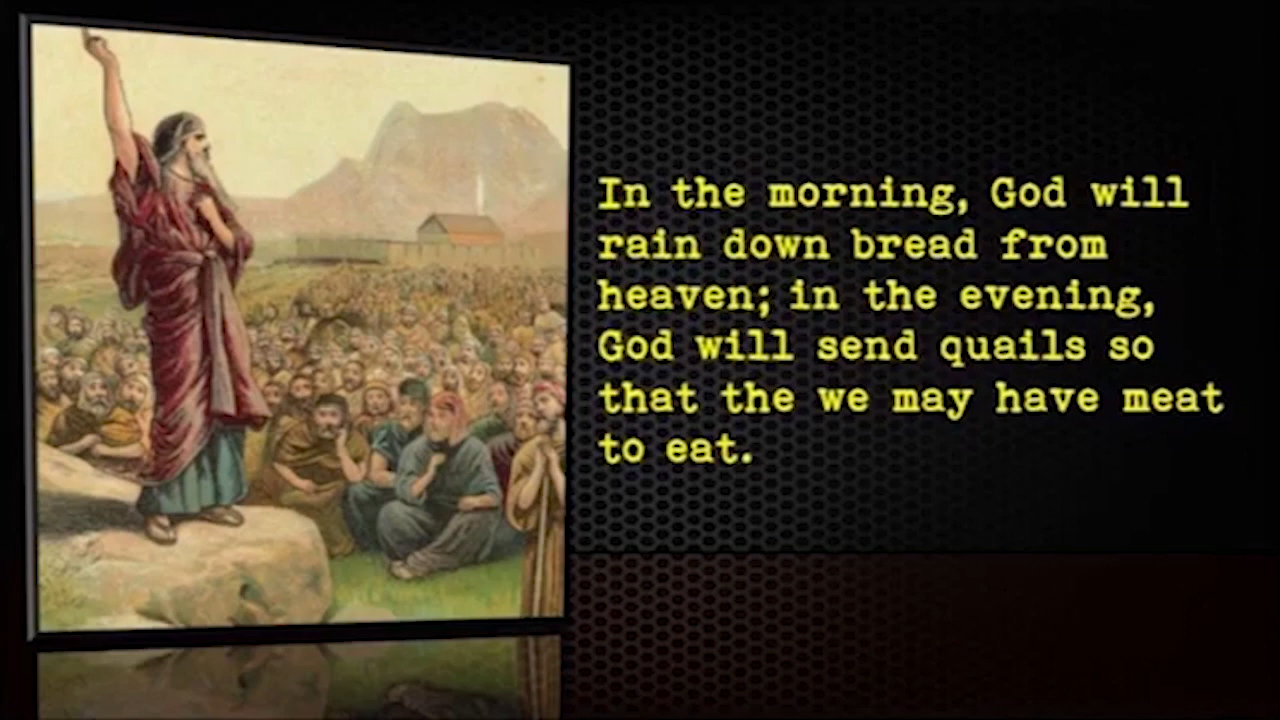 In the morning, God will
rain down bread from
heaven; in the evening,
God will send quails so
that the we may have meat
to eat.